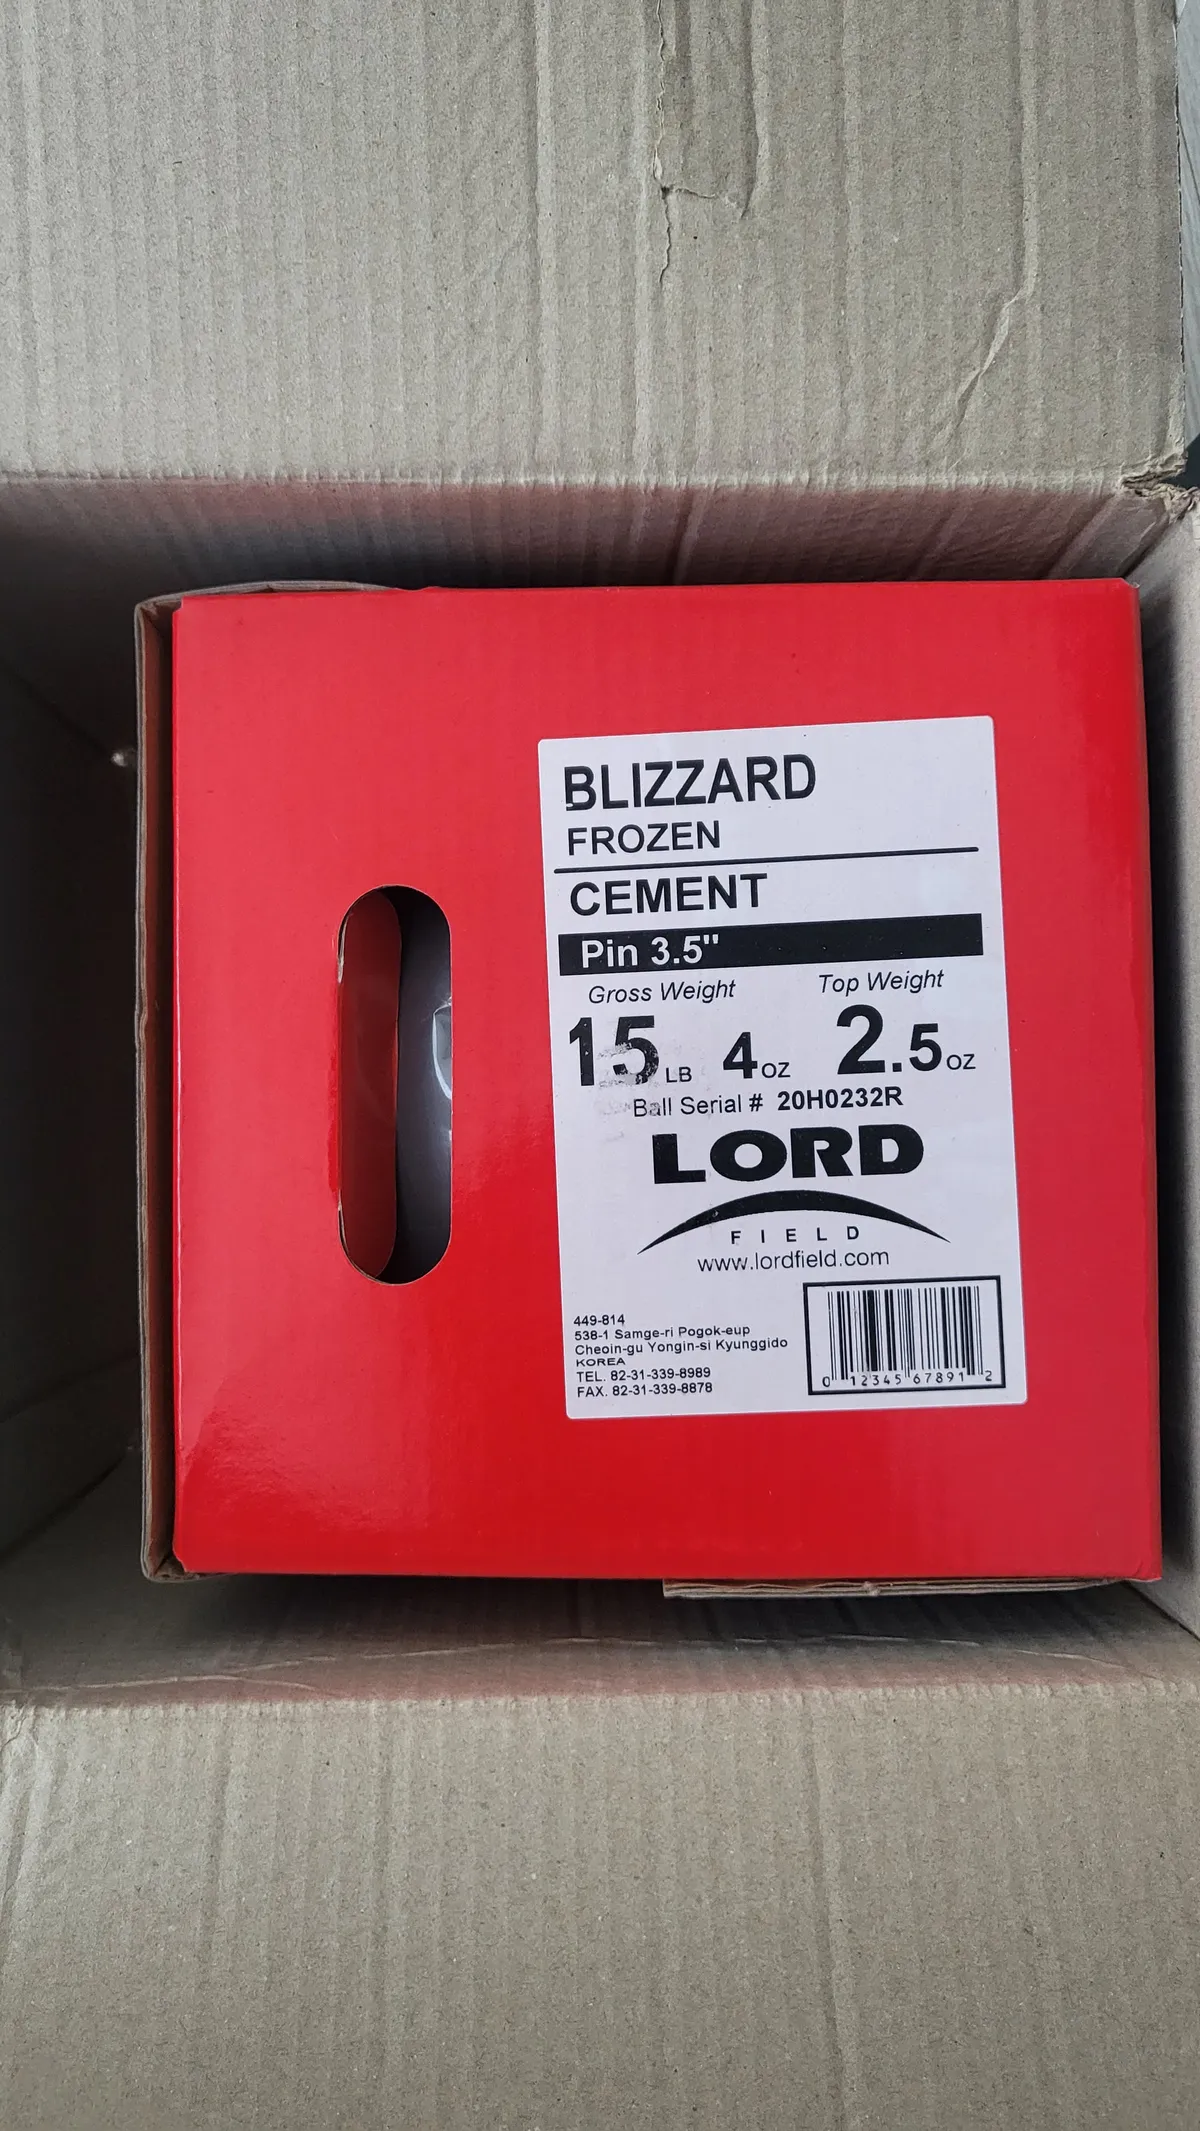 BLIZZARD
FROZEN
CEMENT
Pin 3.5"
Gross Weight Top Weight
15 LB 4 oz 2.5 oz
Ball Serial # 20H0232R
LORD
FIELD
www.lordfield.com
449-814
538-1 Samge-ri Pogok-eup
Cheoin-gu Yongin-si Kyunggido
KOREA
TEL. 82-31-339-8989
FAX. 82-31-339-8878
0 12345 67891 2